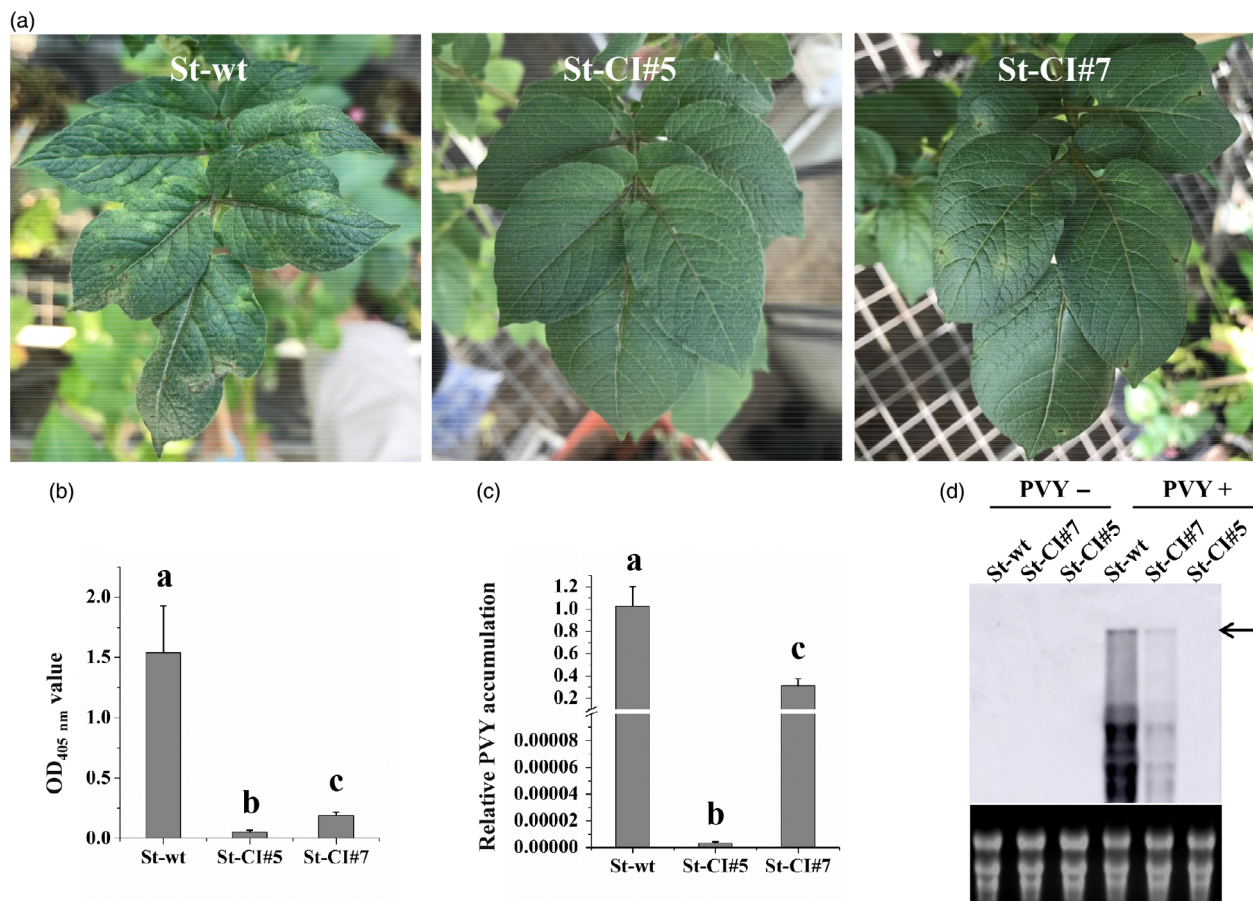 (a)
St-wt
St-CI#5
St-CI#7
(b)
OD405 nm value
2.0
1.5
1.0
0.5
0.0
a
b
c
St-wt
St-CI#5
St-CI#7
(c)
Relative PVY accumulation
1.2
1.0
0.8
0.6
0.4
0.2
0.00008
0.00006
0.00004
0.00002
0.00000
a
b
c
St-wt
St-CI#5
St-CI#7
(d)
PVY − PVY +
St-wt St-CI#7 St-CI#5 St-wt St-CI#7 St-CI#5